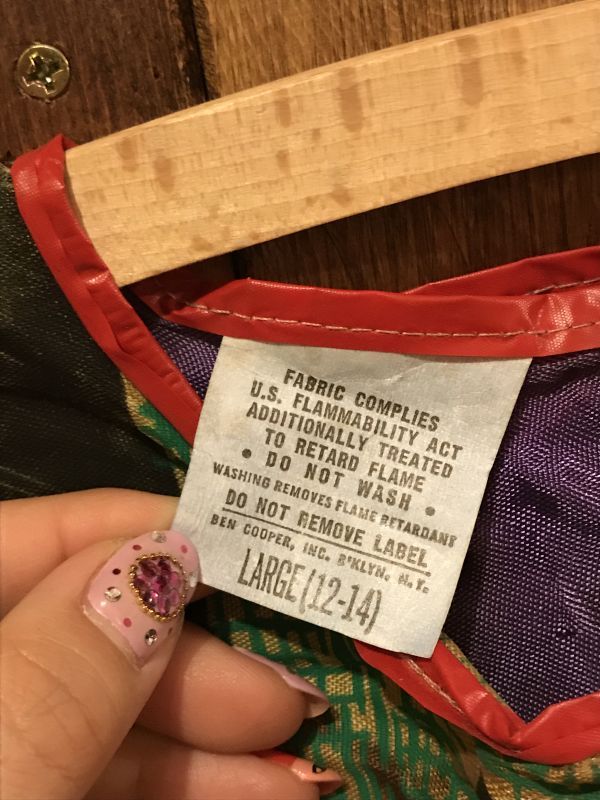 FABRIC COMPLIES
U.S. FLAMMABILITY ACT
ADDITIONALLY TREATED
TO RETARD FLAME
• DO NOT WASH •
WASHING REMOVES FLAME RETARDANT
DO NOT REMOVE LABEL
BEN COOPER, INC. B'KLYN, N.Y.
LARGE (12-14)